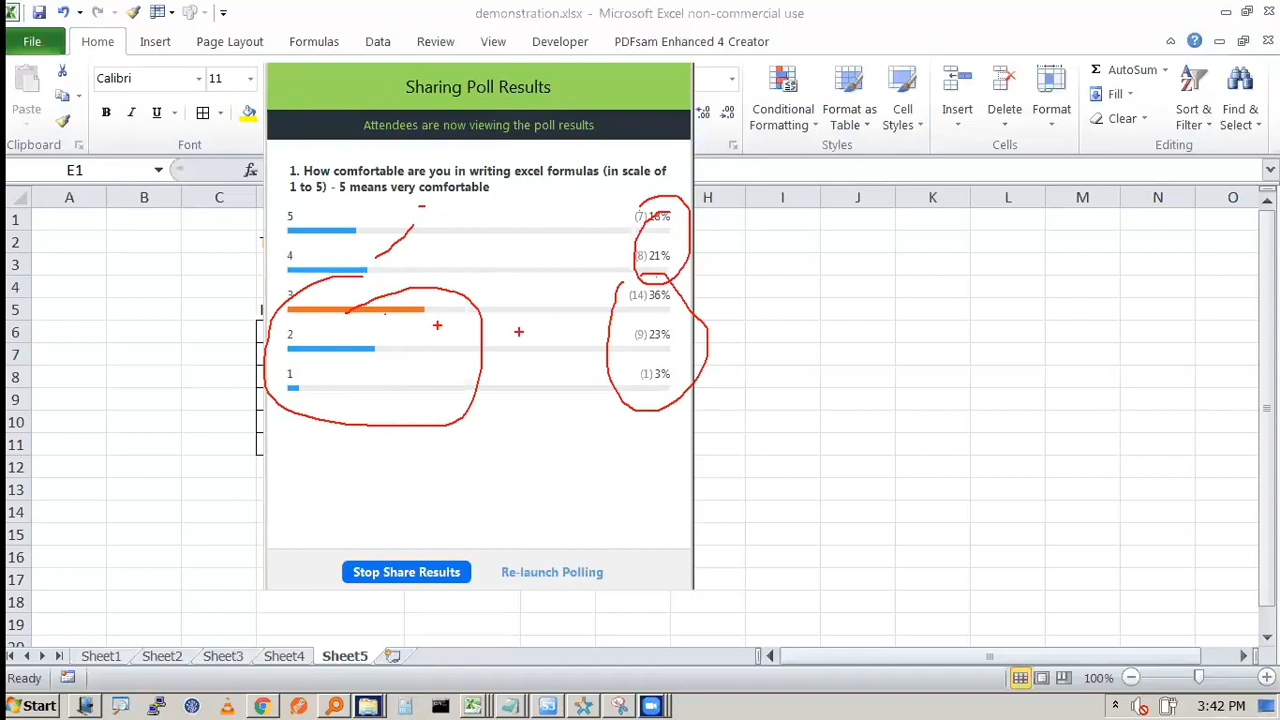 demonstration.xlsx - Microsoft Excel non-commercial use
File Home Insert Page Layout Formulas Data Review View Developer PDFsam Enhanced 4 Creator
Paste
Calibri 11
B I U
Conditional Formatting
Format as Table
Cell Styles
Insert Delete Format
AutoSum
Fill
Clear
Sort & Filter
Find & Select
Clipboard Font Styles Cells Editing
E1 fx
A B C H I J K L M N O
1
2
3
4
5
6
7
8
9
10
11
12
13
14
15
16
17
18
19
Sharing Poll Results
Attendees are now viewing the poll results
1. How comfortable are you in writing excel formulas (in scale of
1 to 5) - 5 means very comfortable
5 (7) 18%
4 (8) 21%
3 (14) 36%
2 (9) 23%
1 (1) 3%
Stop Share Results Re-launch Polling
Sheet1 Sheet2 Sheet3 Sheet4 Sheet5
Ready 100%
Start 3:42 PM